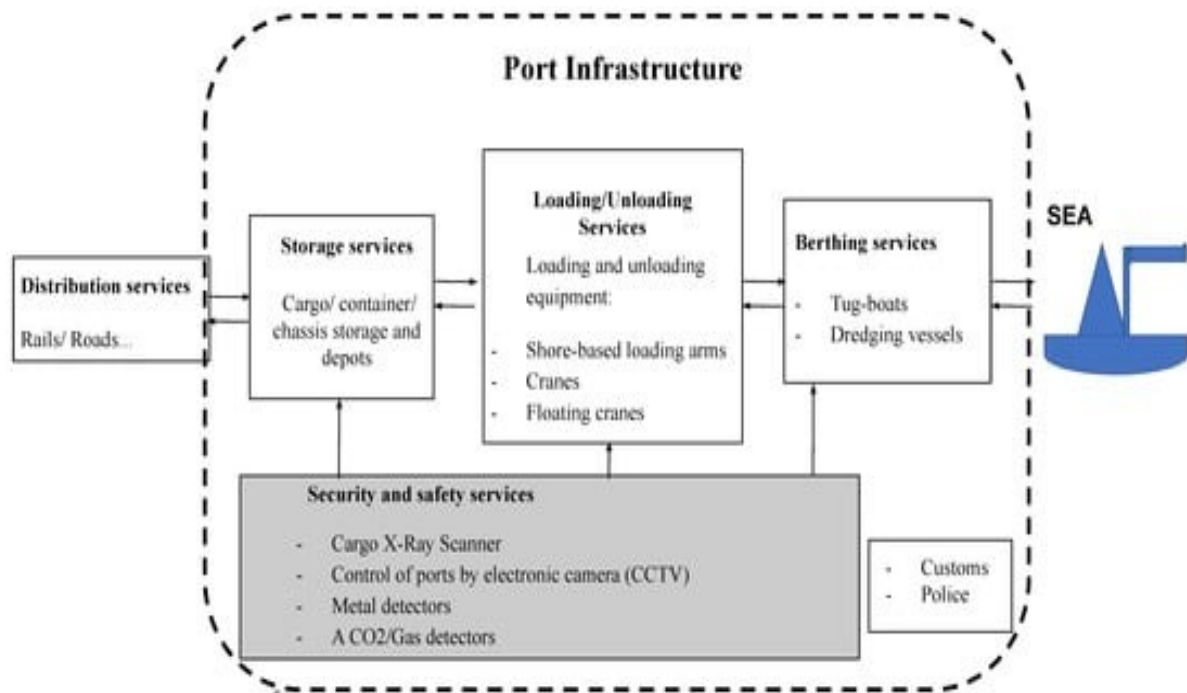 Port Infrastructure
Distribution services
Rails/ Roads...
Storage services
Cargo/ container/
chassis storage and
depots
Loading/Unloading
Services
Loading and unloading
equipment:
- Shore-based loading arms
- Cranes
- Floating cranes
Berthing services
- Tug-boats
- Dredging vessels
SEA
Security and safety services
- Cargo X-Ray Scanner
- Control of ports by electronic camera (CCTV)
- Metal detectors
- A CO2/Gas detectors
- Customs
- Police